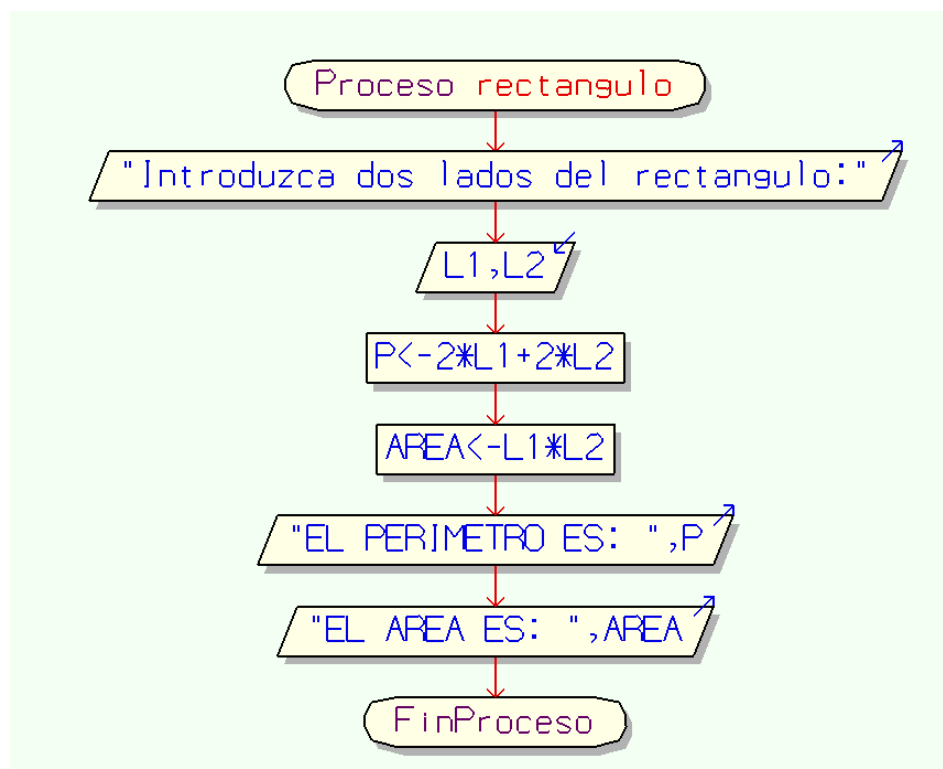 Proceso rectangulo
"Introduzca dos lados del rectangulo:"
L1,L2
P<-2*L1+2*L2
AREA<-L1*L2
"EL PERIMETRO ES: ",P
"EL AREA ES: ",AREA
FinProceso